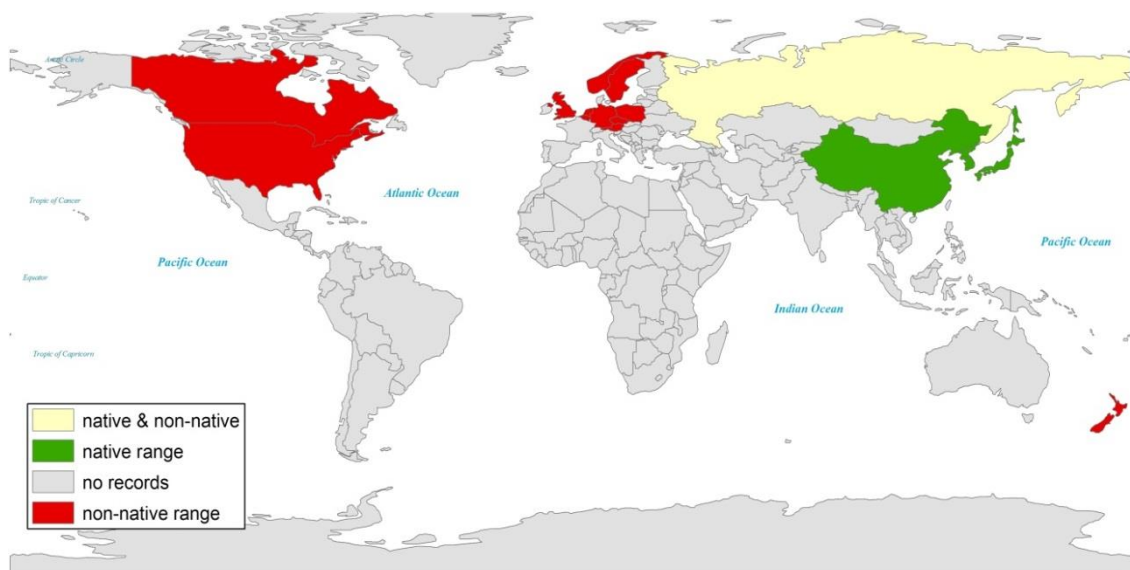 Arctic Circle
Atlantic Ocean
Tropic of Cancer
Pacific Ocean
Pacific Ocean
Equator
Indian Ocean
Tropic of Capricorn
native & non-native
native range
no records
non-native range